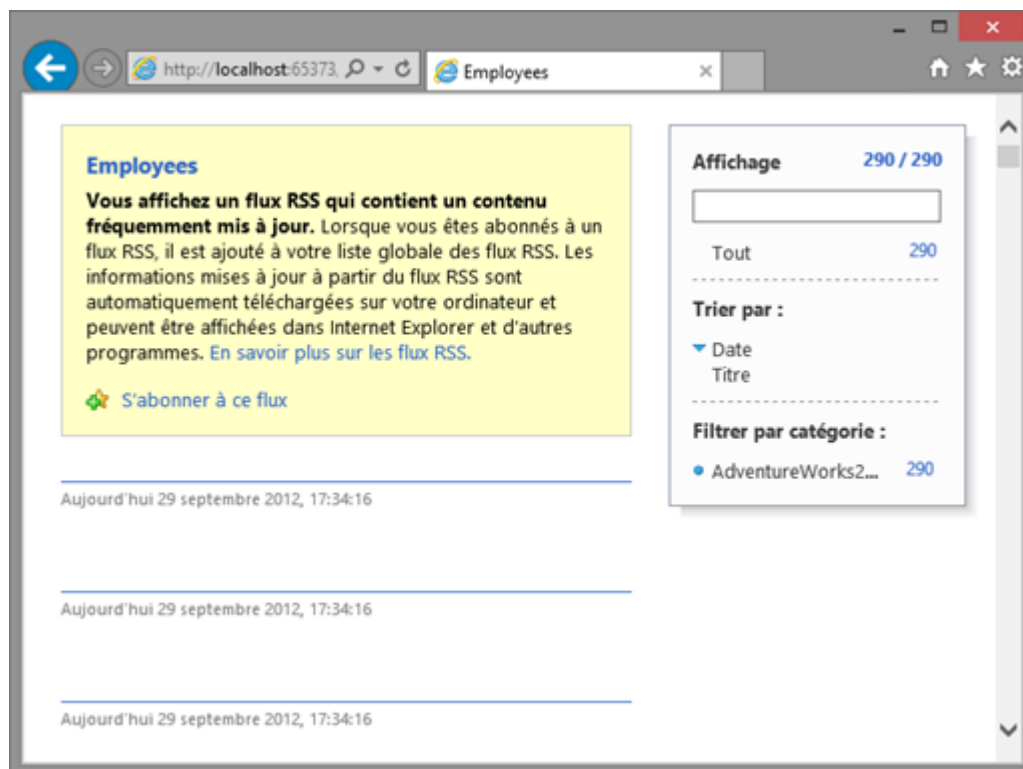 http://localhost:65373,
Employees
Employees
Vous affichez un flux RSS qui contient un contenu
fréquemment mis à jour. Lorsque vous êtes abonnés à un
flux RSS, il est ajouté à votre liste globale des flux RSS. Les
informations mises à jour à partir du flux RSS sont
automatiquement téléchargées sur votre ordinateur et
peuvent être affichées dans Internet Explorer et d'autres
programmes. En savoir plus sur les flux RSS.
S'abonner à ce flux
Aujourd'hui 29 septembre 2012, 17:34:16
Aujourd'hui 29 septembre 2012, 17:34:16
Aujourd'hui 29 septembre 2012, 17:34:16
Affichage 290 / 290
Tout 290
Trier par :
Date
Titre
Filtrer par catégorie :
AdventureWorks2... 290